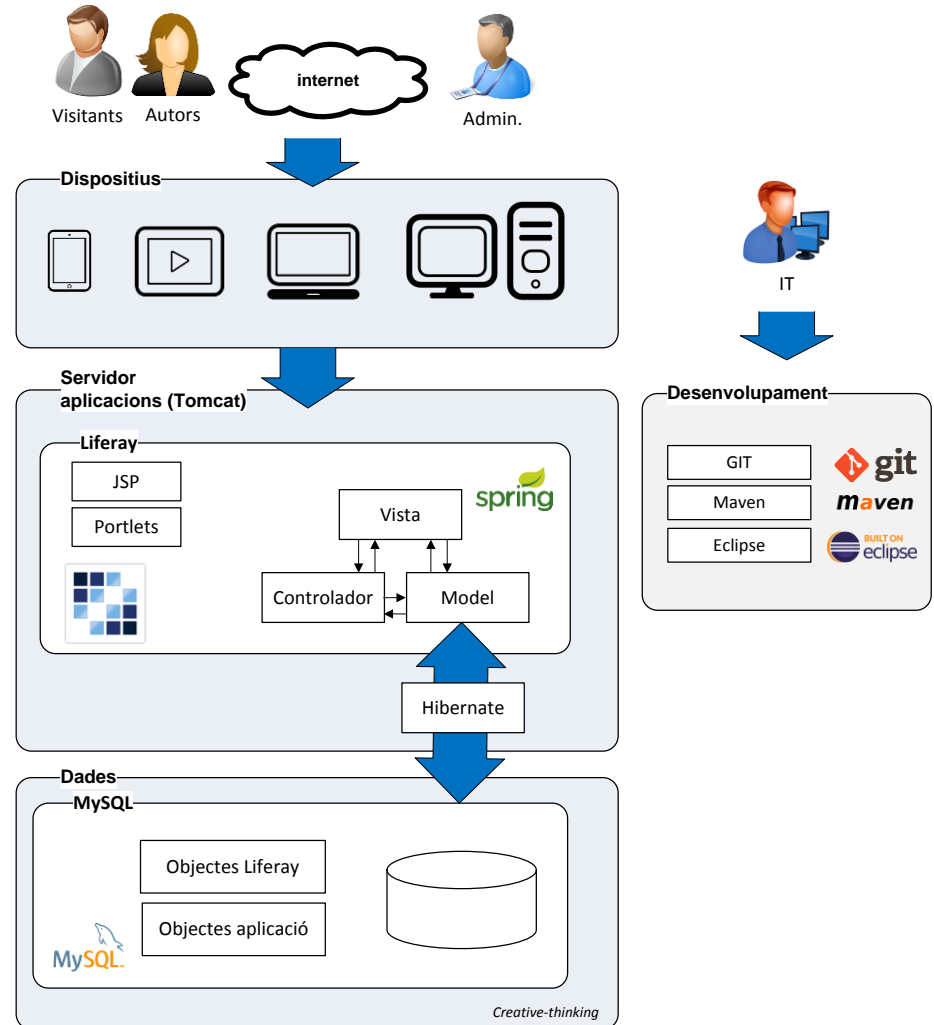 internet
Visitants
Autors
Admin.
Dispositius
IT
Servidor
aplicacions (Tomcat)
Desenvolupament
Liferay
JSP
Portlets
spring
Vista
Controlador
Model
GIT
git
Maven
maven
Eclipse
BUILT ON
eclipse
Hibernate
Dades
MySQL
Objectes Liferay
Objectes aplicació
MySQL
Creative-thinking